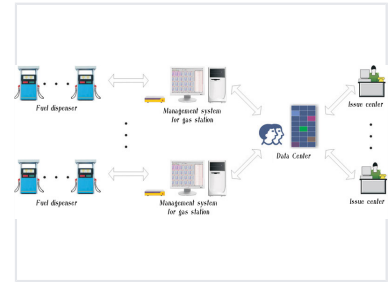 Fuel dispenser
Management system
for gas station
Issue center
Data Center
Fuel dispenser
Management system
for gas station
Issue center